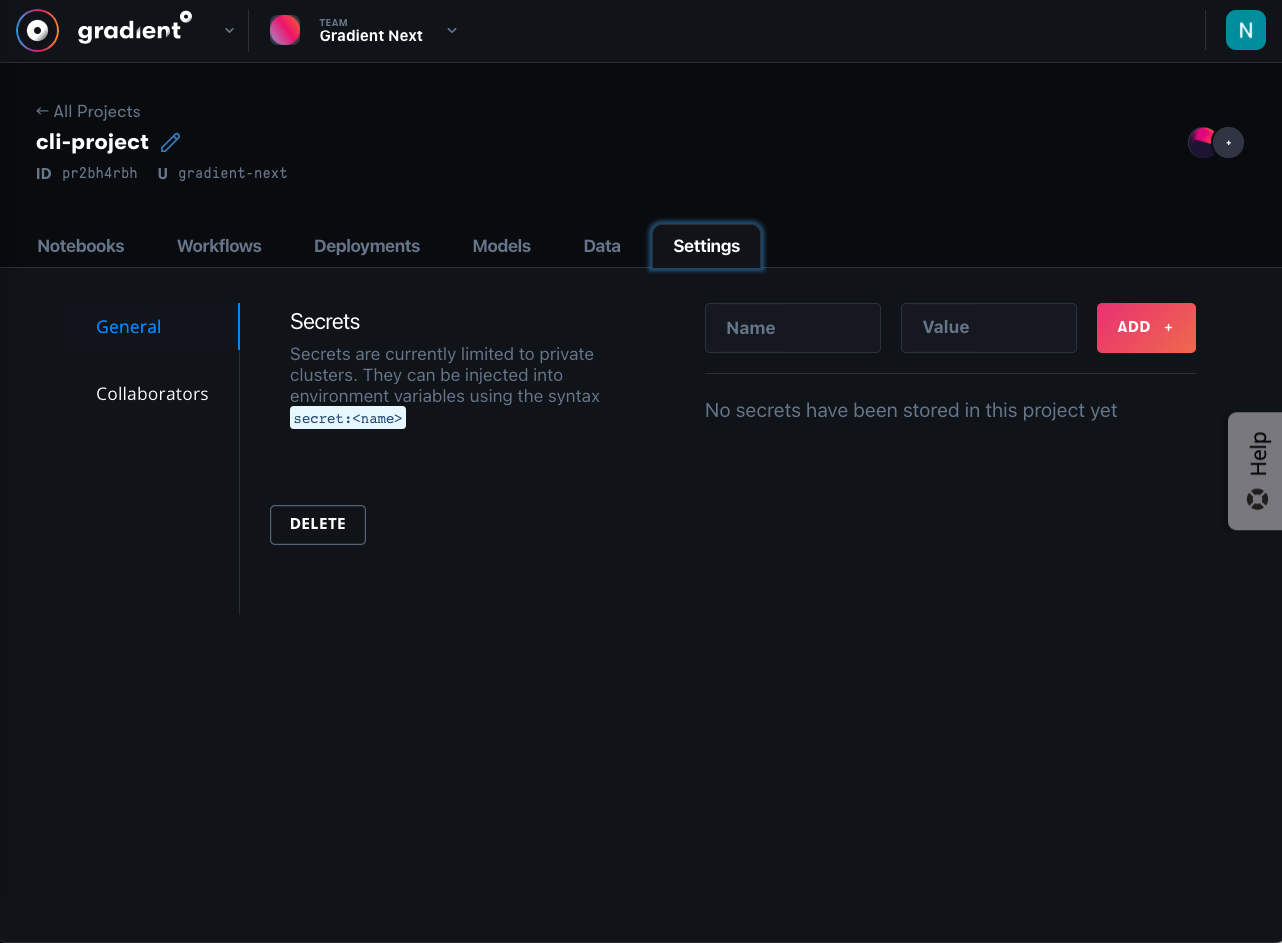 gradient
TEAM
Gradient Next
N
← All Projects
cli-project
+
ID pr2bh4rbh U gradient-next
Notebooks Workflows Deployments Models Data Settings
General
Collaborators
Secrets
Secrets are currently limited to private
clusters. They can be injected into
environment variables using the syntax
secret:<name>
Name Value ADD +
No secrets have been stored in this project yet
DELETE
Help